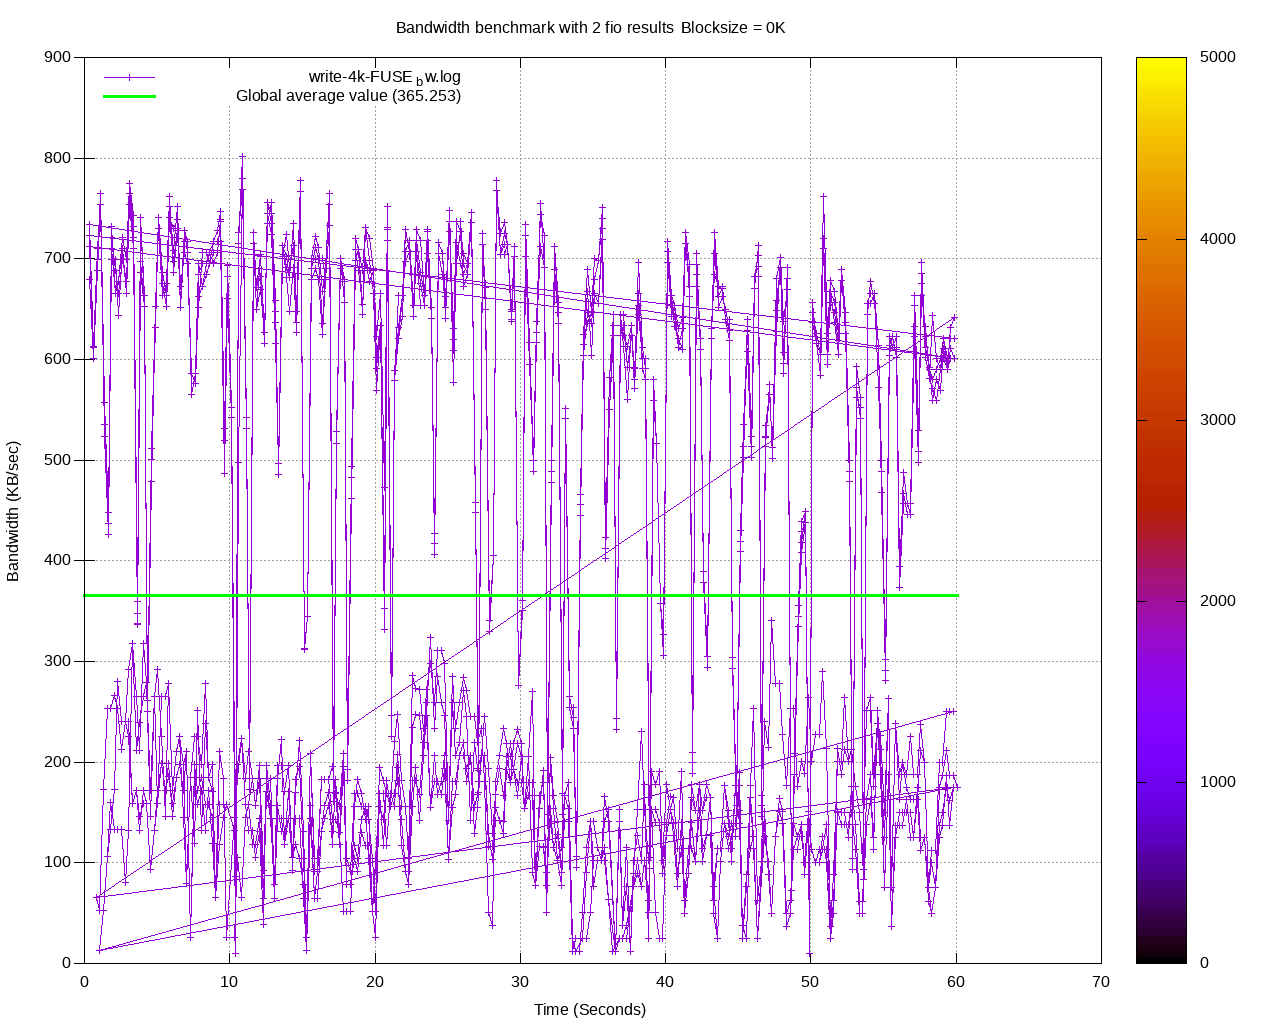 Bandwidth benchmark with 2 fio results Blocksize = 0K
write-4k-FUSE_bw.log
Global average value (365.253)
Bandwidth (KB/sec)
900
800
700
600
500
400
300
200
100
0
0 10 20 30 40 50 60 70
Time (Seconds)
5000
4000
3000
2000
1000
0